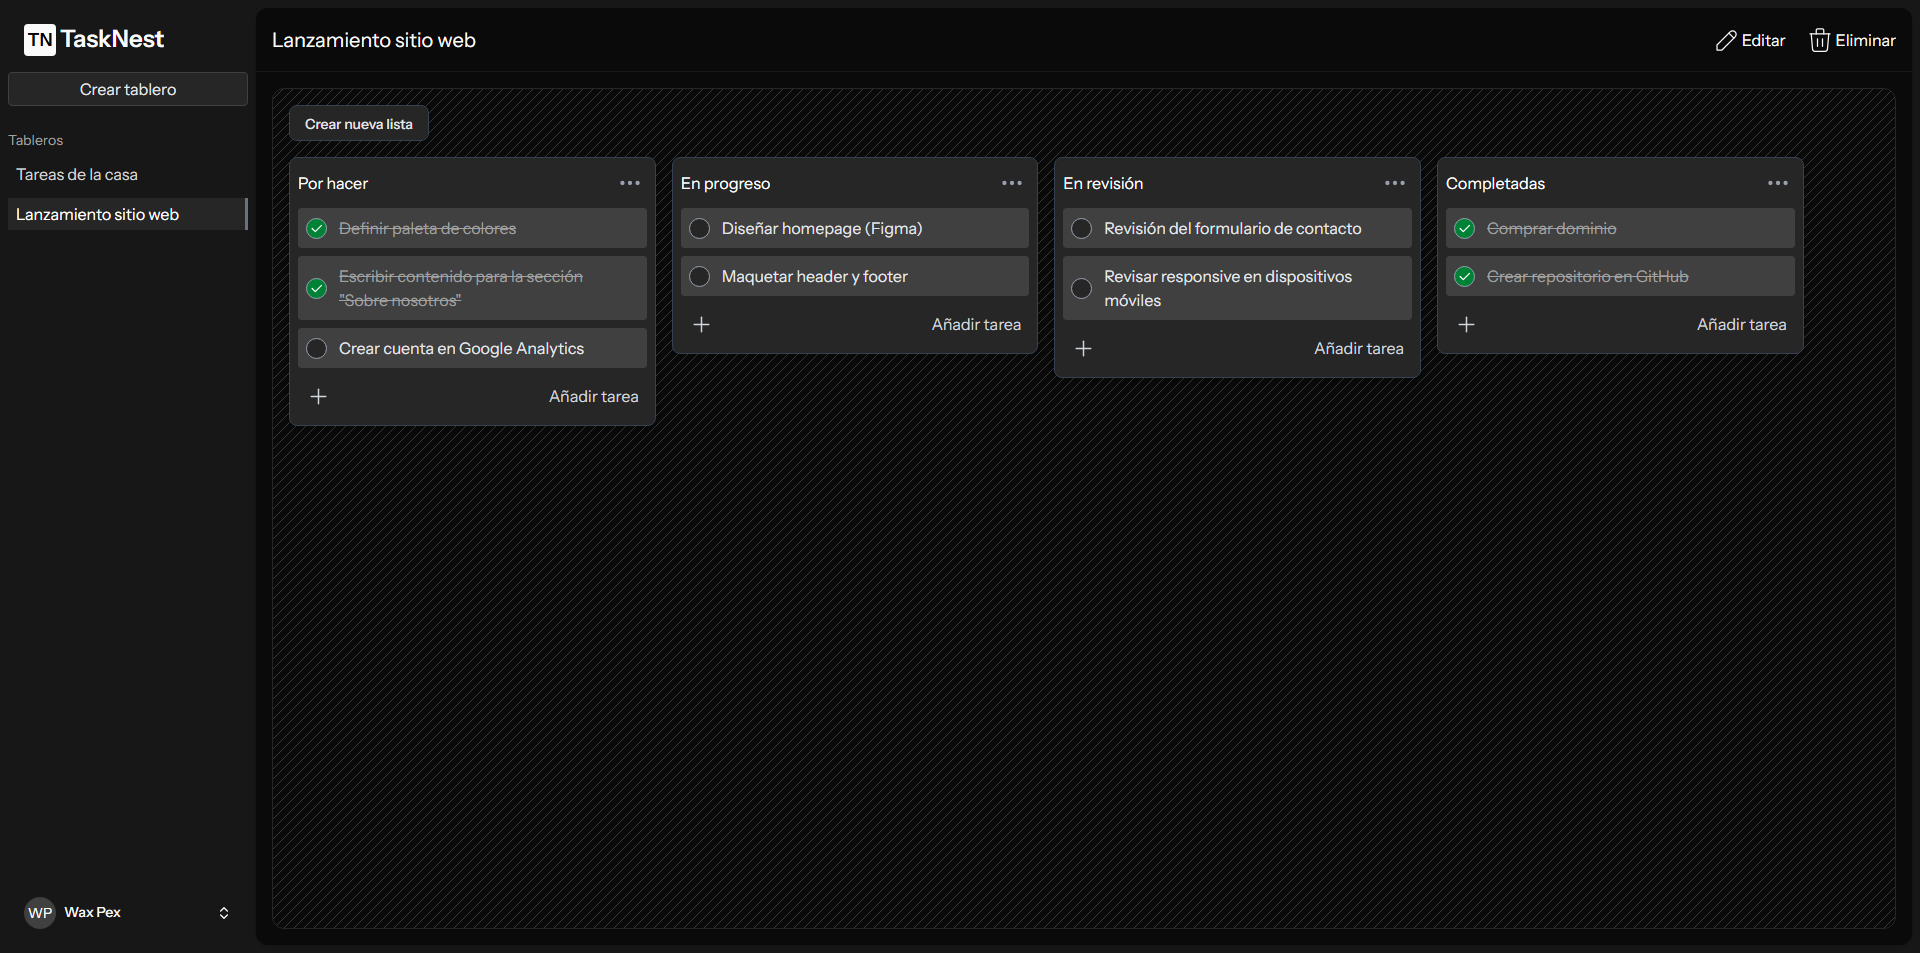 TN TaskNest
Crear tablero
Tableros
Tareas de la casa
Lanzamiento sitio web
WP Wax Pex
Lanzamiento sitio web
Editar
Eliminar
Crear nueva lista
Por hacer
Definir paleta de colores
Escribir contenido para la sección
"Sobre nosotros"
Crear cuenta en Google Analytics
Añadir tarea
En progreso
Diseñar homepage (Figma)
Maquetar header y footer
Añadir tarea
En revisión
Revisión del formulario de contacto
Revisar responsive en dispositivos
móviles
Añadir tarea
Completadas
Comprar dominio
Crear repositorio en GitHub
Añadir tarea